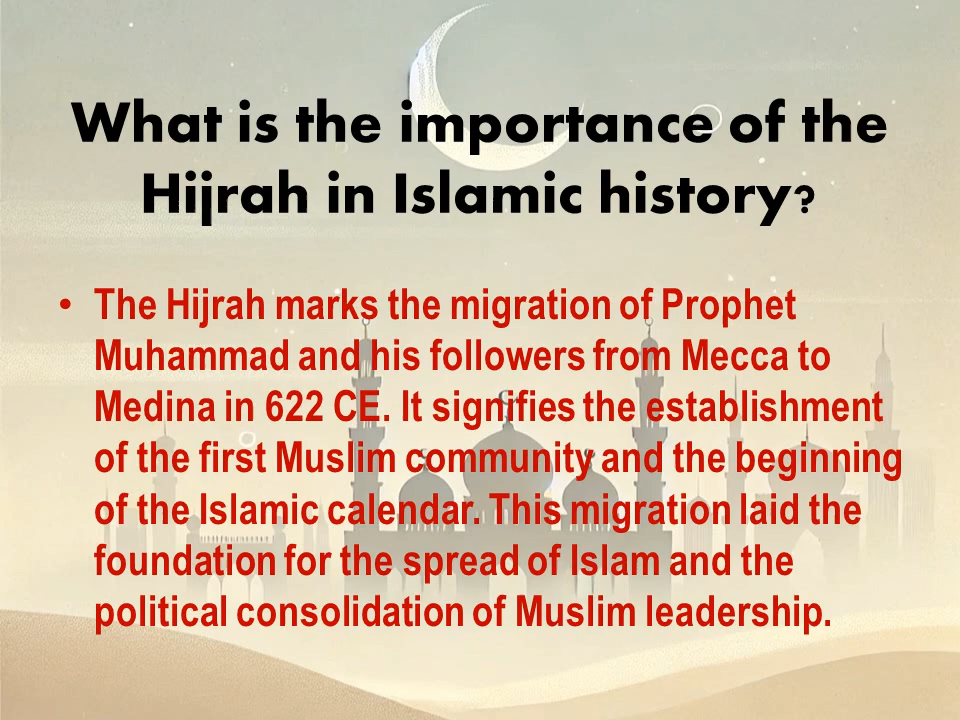 What is the importance of the
Hijrah in Islamic history?
• The Hijrah marks the migration of Prophet
Muhammad and his followers from Mecca to
Medina in 622 CE. It signifies the establishment
of the first Muslim community and the beginning
of the Islamic calendar. This migration laid the
foundation for the spread of Islam and the
political consolidation of Muslim leadership.